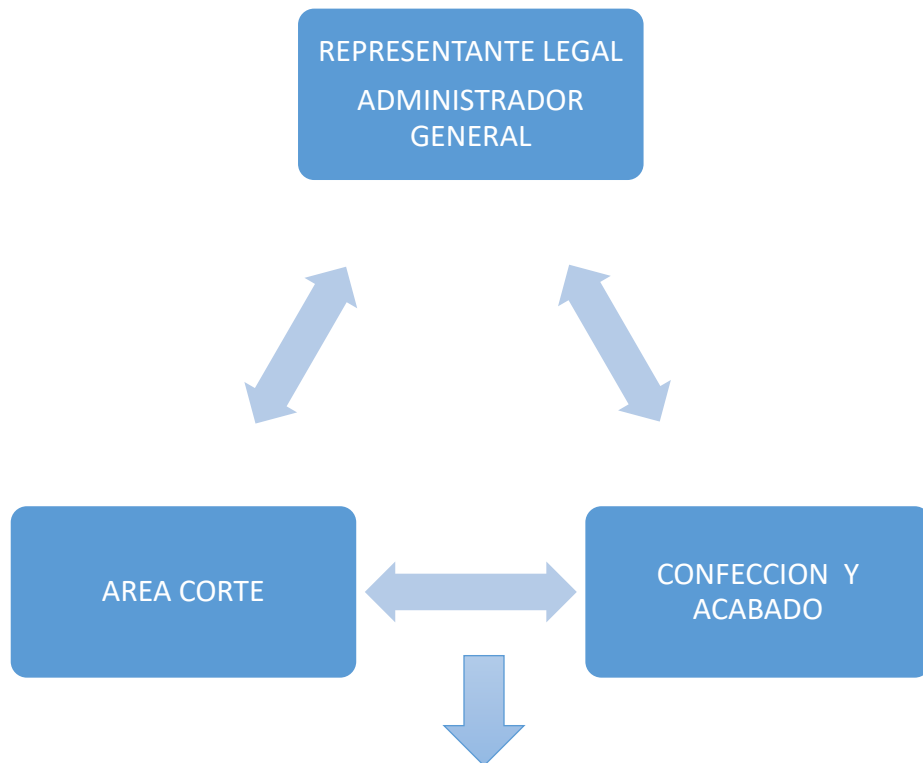 REPRESENTANTE LEGAL
ADMINISTRADOR
GENERAL
AREA CORTE
CONFECCION Y
ACABADO